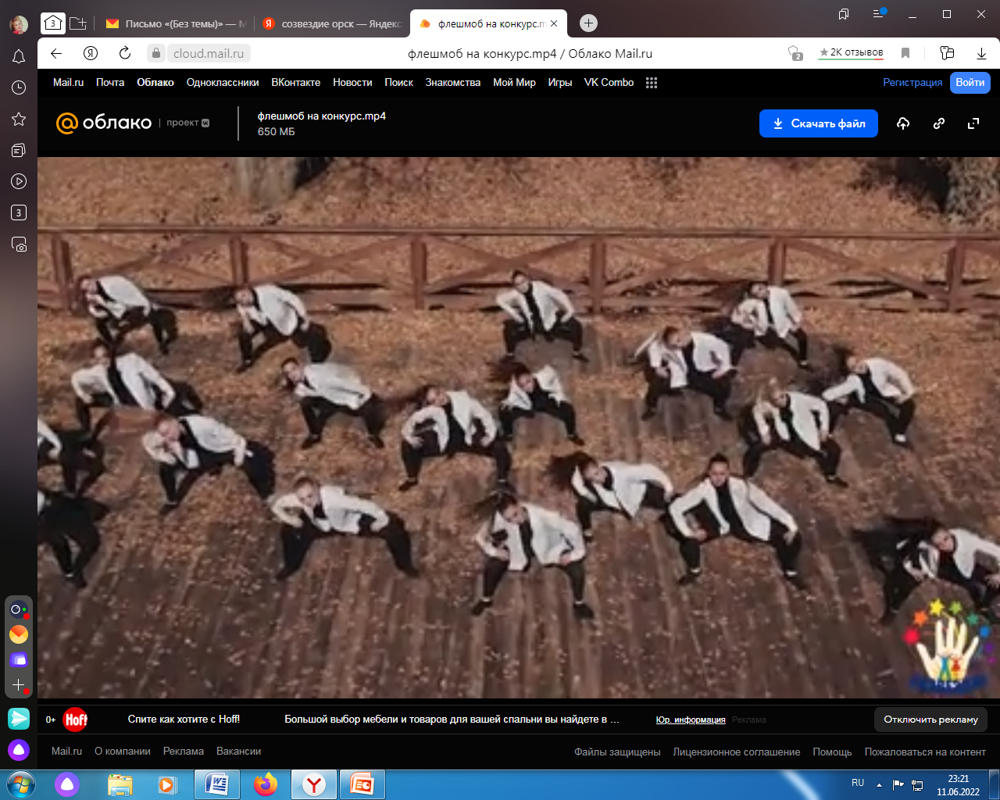 3
Письмо «(Без темы)» — М
созвездие орск — Яндекс
флешмоб на конкурс.m
cloud.mail.ru
флешмоб на конкурс.mp4 / Облако Mail.ru
2
2К отзывов
Mail.ru Почта Облако Одноклассники ВКонтакте Новости Поиск Знакомства Мой Мир Игры VK Combo
Регистрация Войти
облако
проект
флешмоб на конкурс.mp4
650 МБ
Скачать файл
3
0+
Hoff!
Спите как хотите с Hoff!
Большой выбор мебели и товаров для вашей спальни вы найдете в ...
Юр. информация
Реклама
Отключить рекламу
Mail.ru О компании Реклама Вакансии
Файлы защищены Лицензионное соглашение Помощь Пожаловаться на контент
RU
23:21
11.06.2022